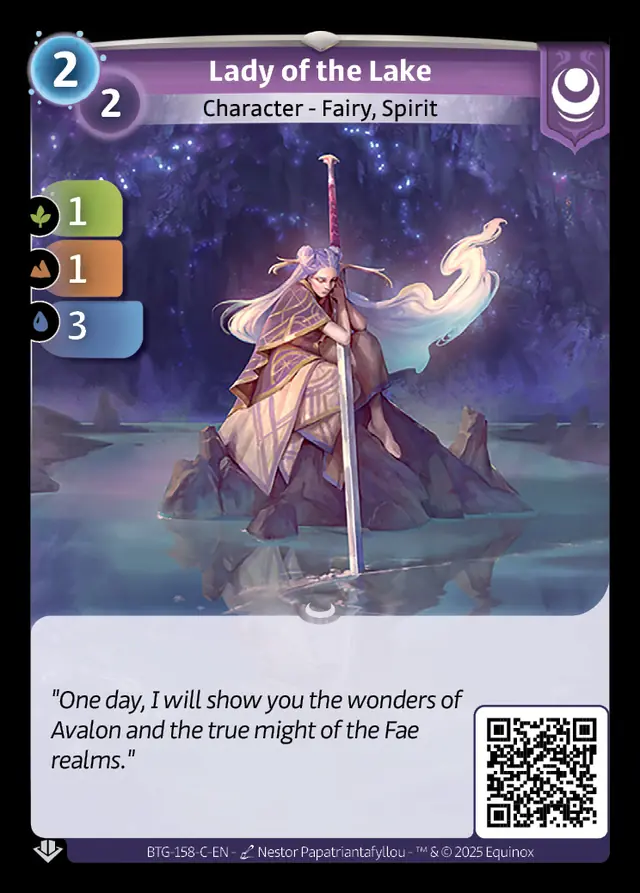 2
Lady of the Lake
2
Character - Fairy, Spirit
1
1
3
"One day, I will show you the wonders of
Avalon and the true might of the Fae
realms."
BTG-158-C-EN - Nestor Papatriantafyllou - ™ & © 2025 Equinox